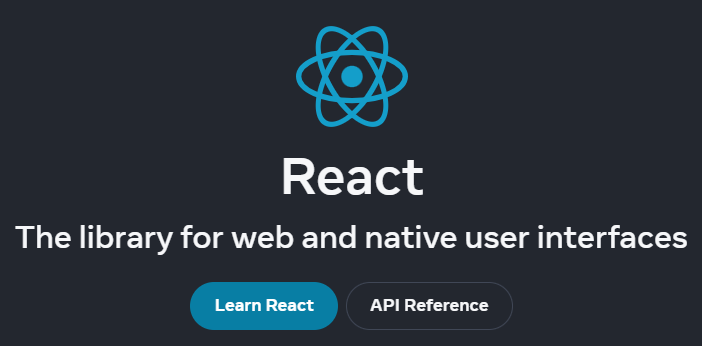 React
The library for web and native user interfaces
Learn React
API Reference